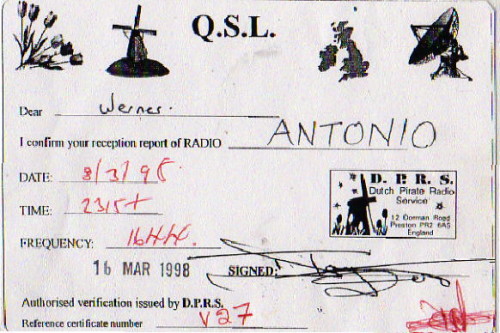 Q.S.L.
Dear Werner.
I confirm your reception report of RADIO ANTONIO
DATE: 8/3/98
D. P. R. S.
Dutch Pirate Radio
Service
12 Dorman Road
Preston PR2 6AS
England
TIME: 2315+
FREQUENCY: 1644.
16 MAR 1998 SIGNED:
Authorised verification issued by D.P.R.S.
Reference certificate number V27